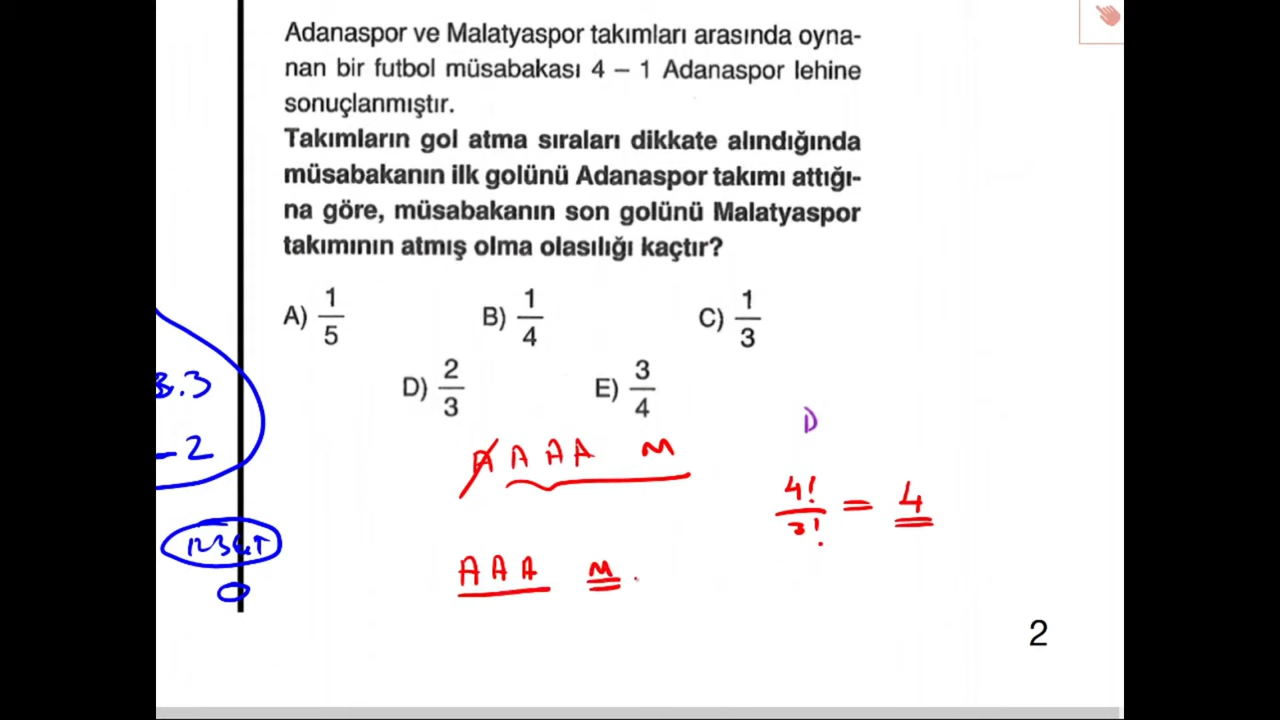 Adanaspor ve Malatyaspor takımları arasında oyna-
nan bir futbol müsabakası 4 – 1 Adanaspor lehine
sonuçlanmıştır.
Takımların gol atma sıraları dikkate alındığında
müsabakanın ilk golünü Adanaspor takımı attığı-
na göre, müsabakanın son golünü Malatyaspor
takımının atmış olma olasılığı kaçtır?
A) 1/5 B) 1/4 C) 1/3
D) 2/3 E) 3/4
.3
– 2
D
A A A A M
4!/3! = 4
A A A M
2